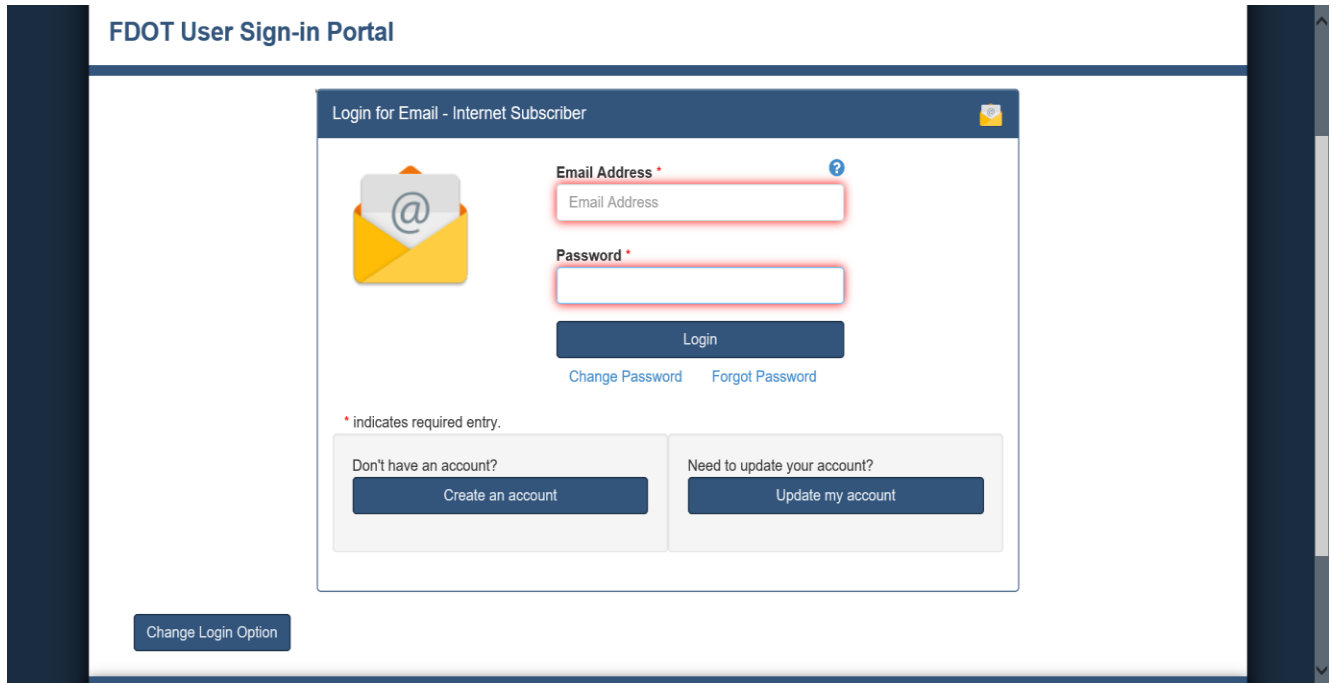 FDOT User Sign-in Portal
Login for Email - Internet Subscriber
@
@
Email Address *
?
Email Address
Password *
Login
Change Password Forgot Password
* indicates required entry.
Don't have an account?
Create an account
Need to update your account?
Update my account
Change Login Option